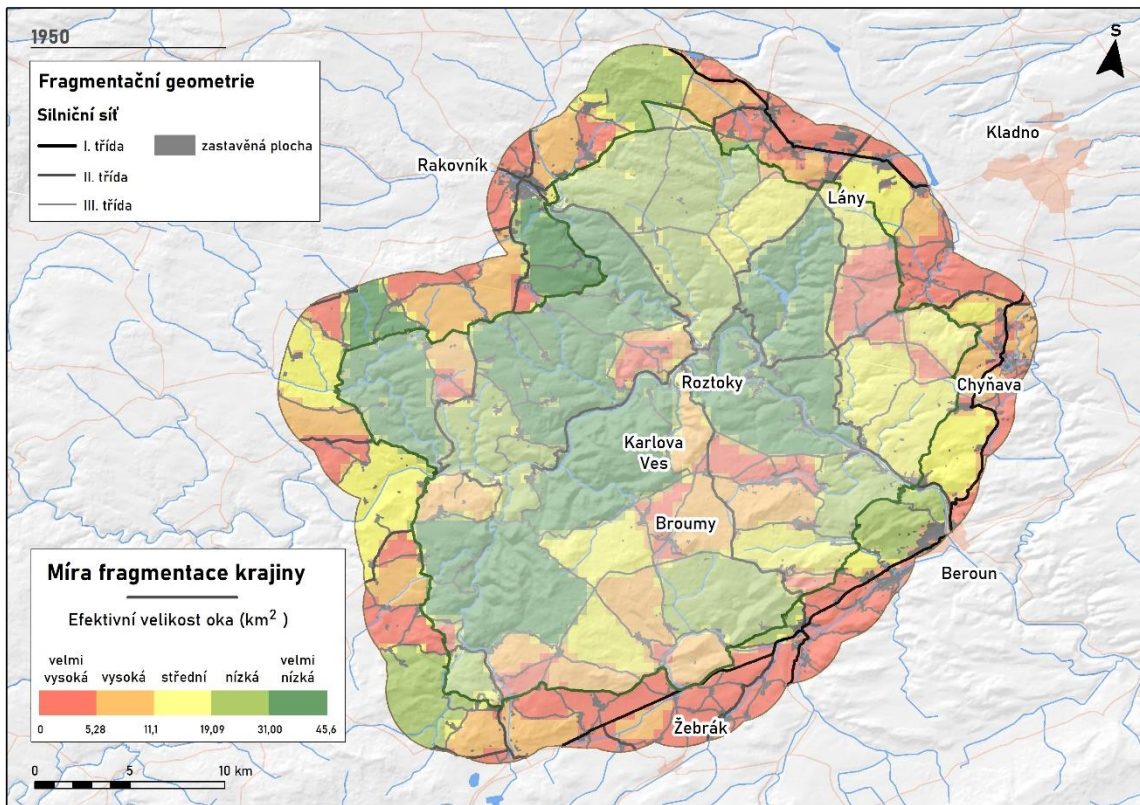 1950
Fragmentační geometrie
Silniční síť
I. třída
zastavěná plocha
II. třída
III. třída
S
Kladno
Rakovník
Lány
Roztoky
Chyňava
Karlova
Ves
Broumy
Beroun
Žebrák
Míra fragmentace krajiny
Efektivní velikost oka (km²)
velmi vysoká
vysoká
střední
nízká
velmi nízká
0 5,28 11,1 19,09 31,00 45,6
0 5 10 km